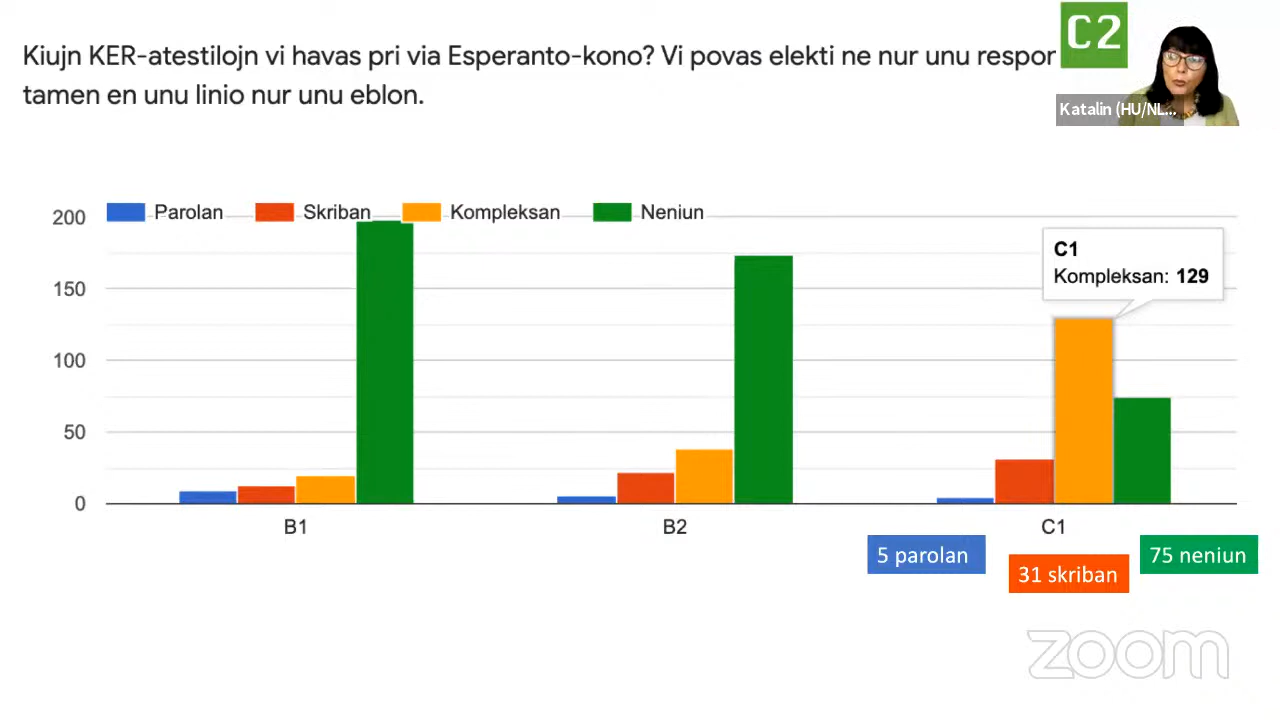 Kiujn KER-atestilojn vi havas pri via Esperanto-kono? Vi povas elekti ne nur unu respon
tamen en unu linio nur unu eblon.
C2
Katalin (HU/NL...
Parolan Skriban Kompleksan Neniun
200
150
100
50
0
C1
Kompleksan: 129
B1 B2 C1
5 parolan
31 skriban
75 neniun
zoom